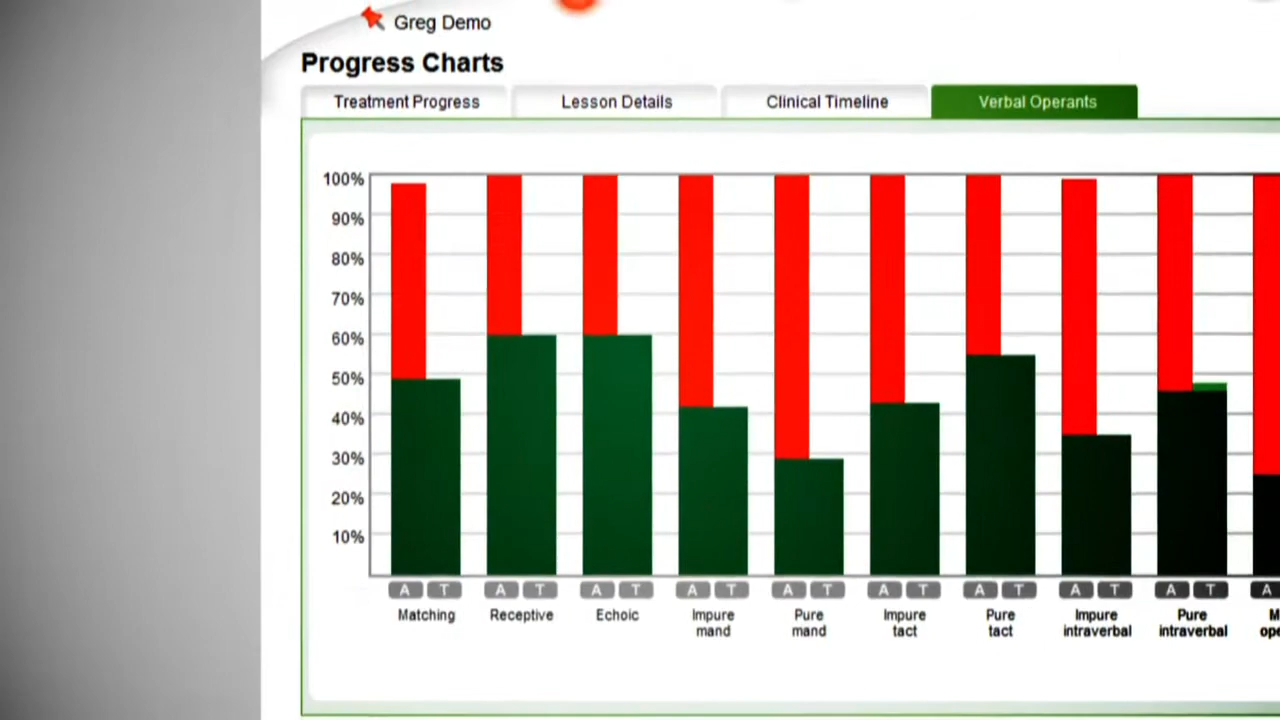 Greg Demo
Progress Charts
Treatment Progress Lesson Details Clinical Timeline Verbal Operants
100%
90%
80%
70%
60%
50%
40%
30%
20%
10%
A T A T A T A T A T A T A T A T A T A
Matching Receptive Echoic Impure mand Pure mand Impure tact Pure tact Impure intraverbal Pure intraverbal